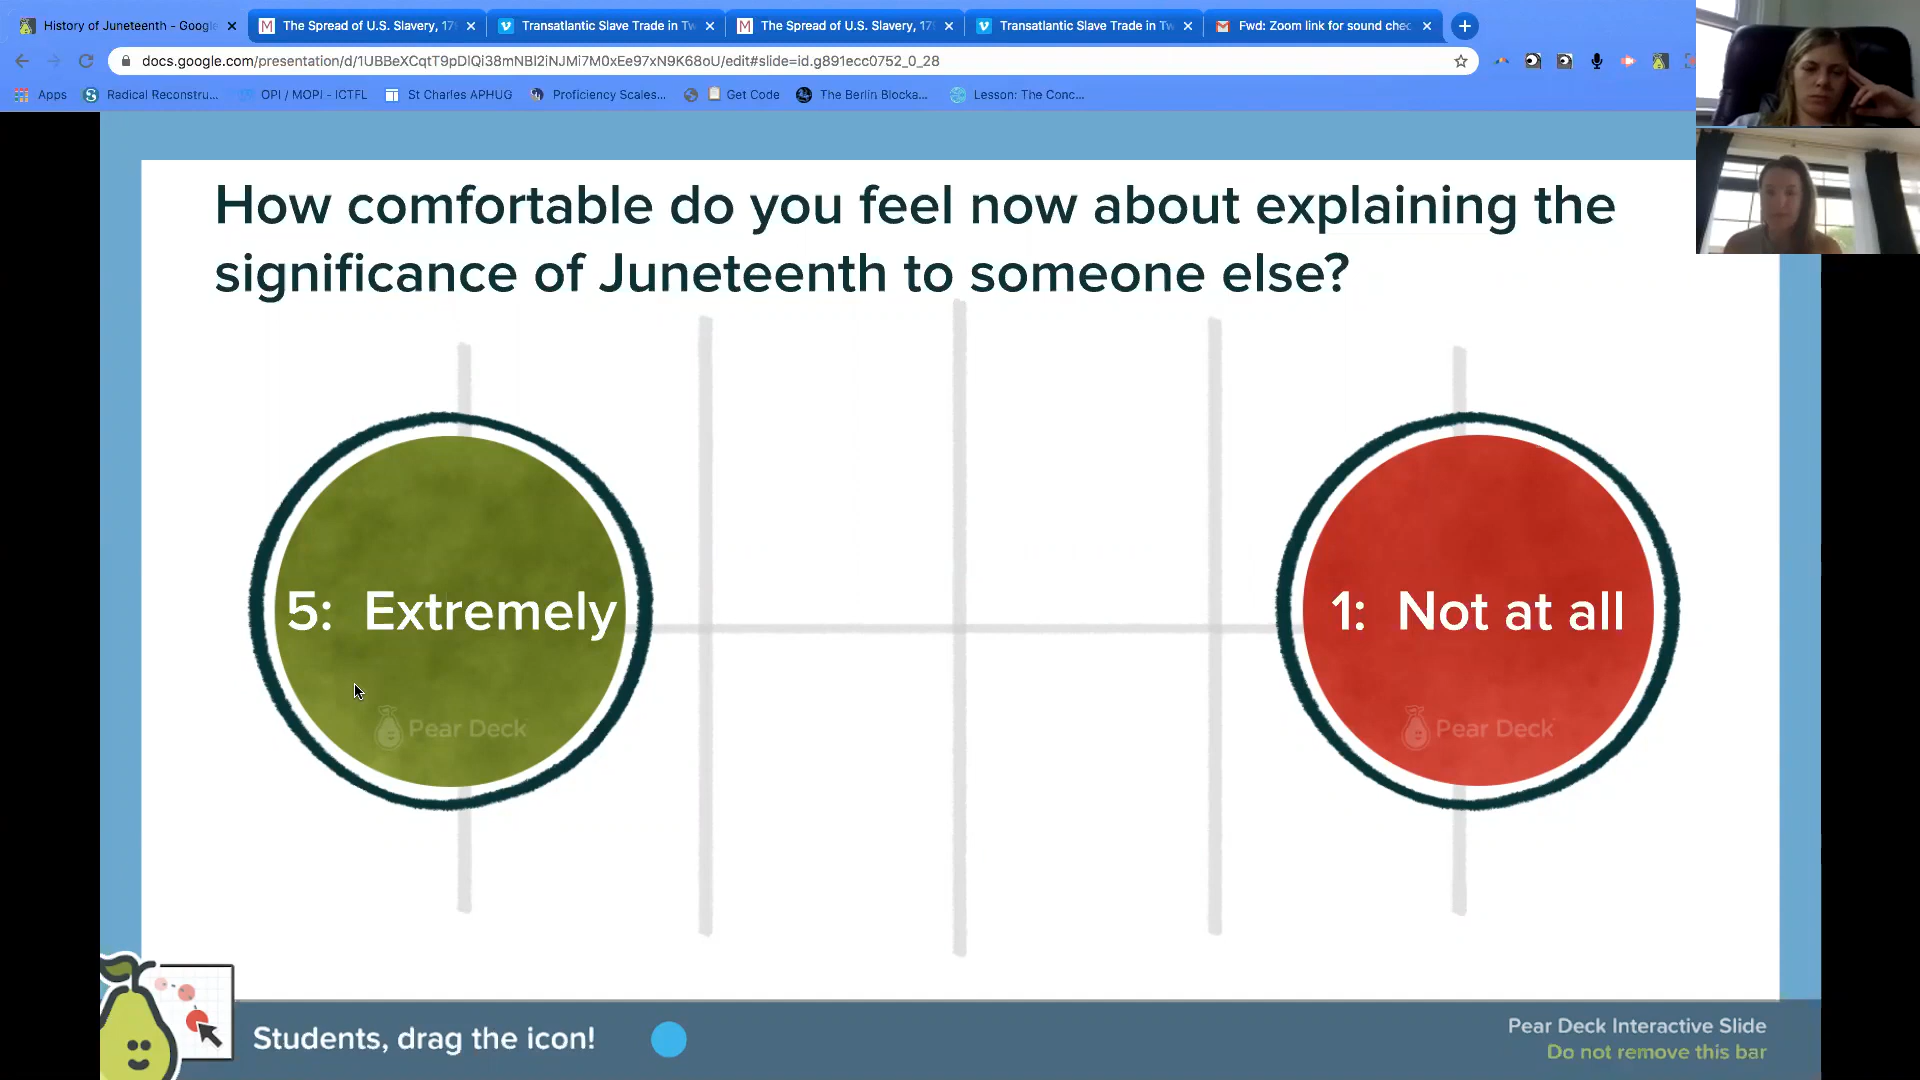 History of Juneteenth - Google
The Spread of U.S. Slavery, 17
Transatlantic Slave Trade in Tw
The Spread of U.S. Slavery, 17
Transatlantic Slave Trade in Tw
Fwd: Zoom link for sound chec
docs.google.com/presentation/d/1UBBeXCqtT9pDlQi38mNBl2iNJMi7M0xEe97xN9K68oU/edit#slide=id.g891ecc0752_0_28
Apps
Radical Reconstru...
OPI / MOPI - ICTFL
St Charles APHUG
Proficiency Scales...
Get Code
The Berlin Blocka...
Lesson: The Conc...
How comfortable do you feel now about explaining the
significance of Juneteenth to someone else?
5: Extremely
1: Not at all
Pear Deck
Pear Deck
Students, drag the icon!
Pear Deck Interactive Slide
Do not remove this bar